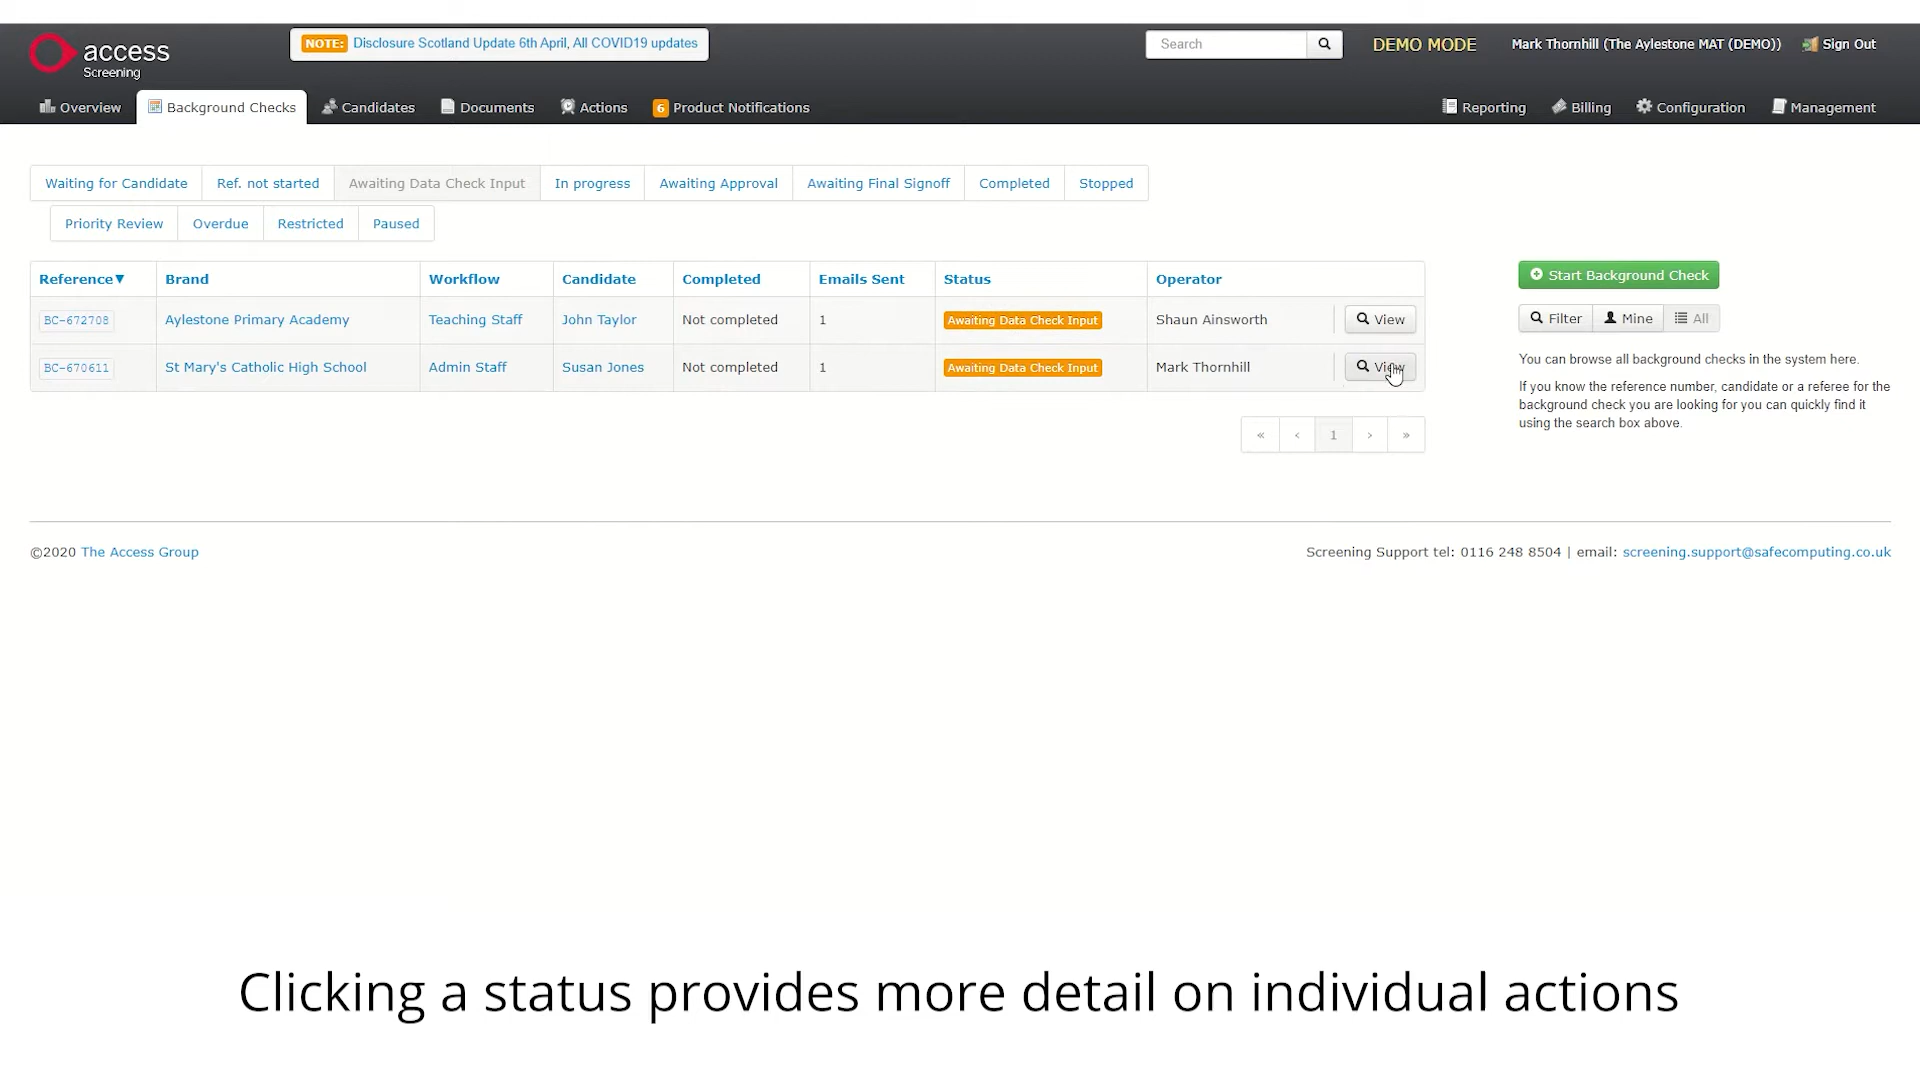 access
Screening
NOTE: Disclosure Scotland Update 6th April, All COVID19 updates
Search
DEMO MODE
Mark Thornhill (The Aylestone MAT (DEMO))
Sign Out
Overview
Background Checks
Candidates
Documents
Actions
6 Product Notifications
Reporting
Billing
Configuration
Management
Waiting for Candidate
Ref. not started
Awaiting Data Check Input
In progress
Awaiting Approval
Awaiting Final Signoff
Completed
Stopped
Priority Review
Overdue
Restricted
Paused
Reference▼ Brand Workflow Candidate Completed Emails Sent Status Operator
BC-672708 Aylestone Primary Academy Teaching Staff John Taylor Not completed 1 Awaiting Data Check Input Shaun Ainsworth View
BC-670611 St Mary's Catholic High School Admin Staff Susan Jones Not completed 1 Awaiting Data Check Input Mark Thornhill View
« ‹ 1 › »
Start Background Check
Filter
Mine
All
You can browse all background checks in the system here.
If you know the reference number, candidate or a referee for the
background check you are looking for you can quickly find it
using the search box above.
©2020 The Access Group
Screening Support tel: 0116 248 8504 | email: screening.support@safecomputing.co.uk
Clicking a status provides more detail on individual actions